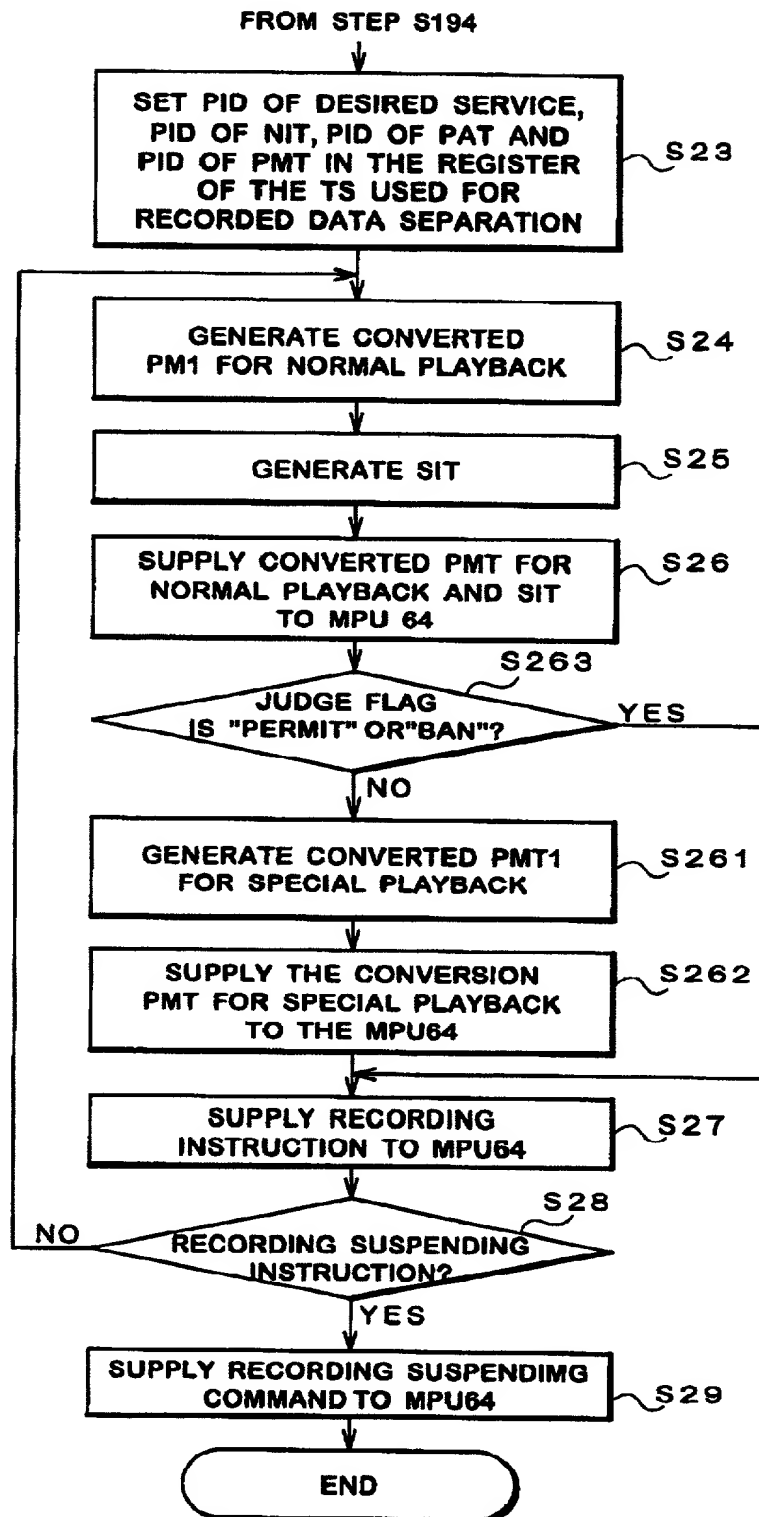 FROM STEP S194
SET PID OF DESIRED SERVICE,
PID OF NIT, PID OF PAT AND
PID OF PMT IN THE REGISTER
OF THE TS USED FOR
RECORDED DATA SEPARATION
S23
GENERATE CONVERTED
PM1 FOR NORMAL PLAYBACK
S24
GENERATE SIT
S25
SUPPLY CONVERTED PMT FOR
NORMAL PLAYBACK AND SIT
TO MPU 64
S26
S263
JUDGE FLAG
IS "PERMIT" OR"BAN"?
YES
NO
GENERATE CONVERTED PMT1
FOR SPECIAL PLAYBACK
S261
SUPPLY THE CONVERSION
PMT FOR SPECIAL PLAYBACK
TO THE MPU64
S262
SUPPLY RECORDING
INSTRUCTION TO MPU64
S27
S28
NO
RECORDING SUSPENDING
INSTRUCTION?
YES
SUPPLY RECORDING SUSPENDIMG
COMMAND TO MPU64
S29
END